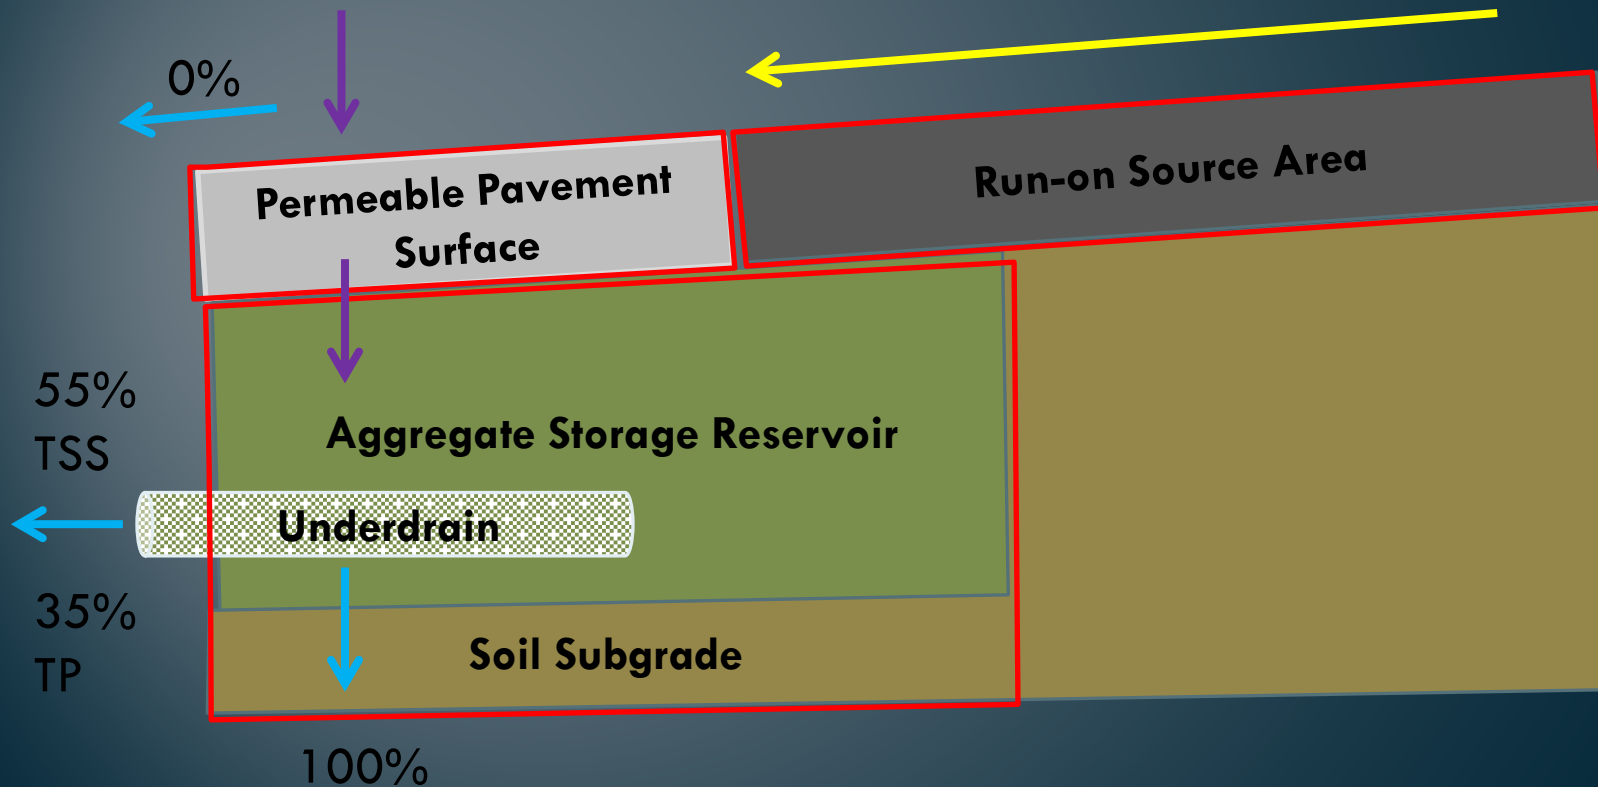 0%
Permeable Pavement
Surface
Run-on Source Area
55%
TSS
Aggregate Storage Reservoir
Underdrain
35%
TP
Soil Subgrade
100%